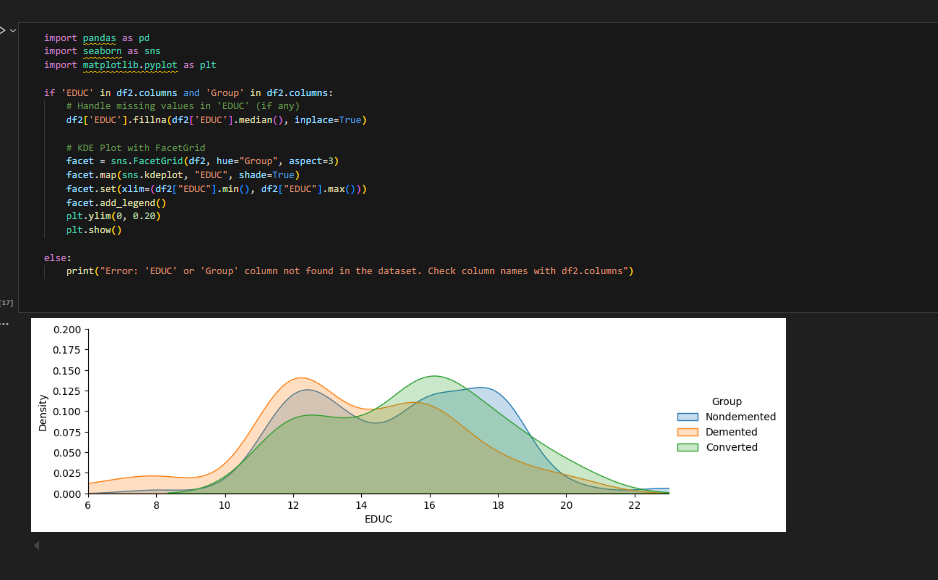 import pandas as pd
import seaborn as sns
import matplotlib.pyplot as plt
if 'EDUC' in df2.columns and 'Group' in df2.columns:
# Handle missing values in 'EDUC' (if any)
df2['EDUC'].fillna(df2['EDUC'].median(), inplace=True)
# KDE Plot with FacetGrid
facet = sns.FacetGrid(df2, hue="Group", aspect=3)
facet.map(sns.kdeplot, "EDUC", shade=True)
facet.set(xlim=(df2["EDUC"].min(), df2["EDUC"].max()))
facet.add_legend()
plt.ylim(0, 0.20)
plt.show()
else:
print("Error: 'EDUC' or 'Group' column not found in the dataset. Check column names with df2.columns")
[17]
...
0.200
0.175
0.150
0.125
0.100
0.075
0.050
0.025
0.000
Density
6 8 10 12 14 16 18 20 22
EDUC
Group
Nondemented
Demented
Converted